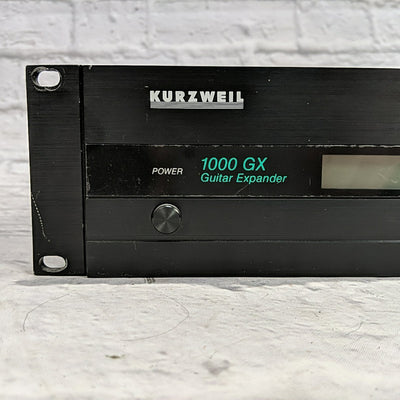 KURZWEIL
POWER
1000 GX
Guitar Expander